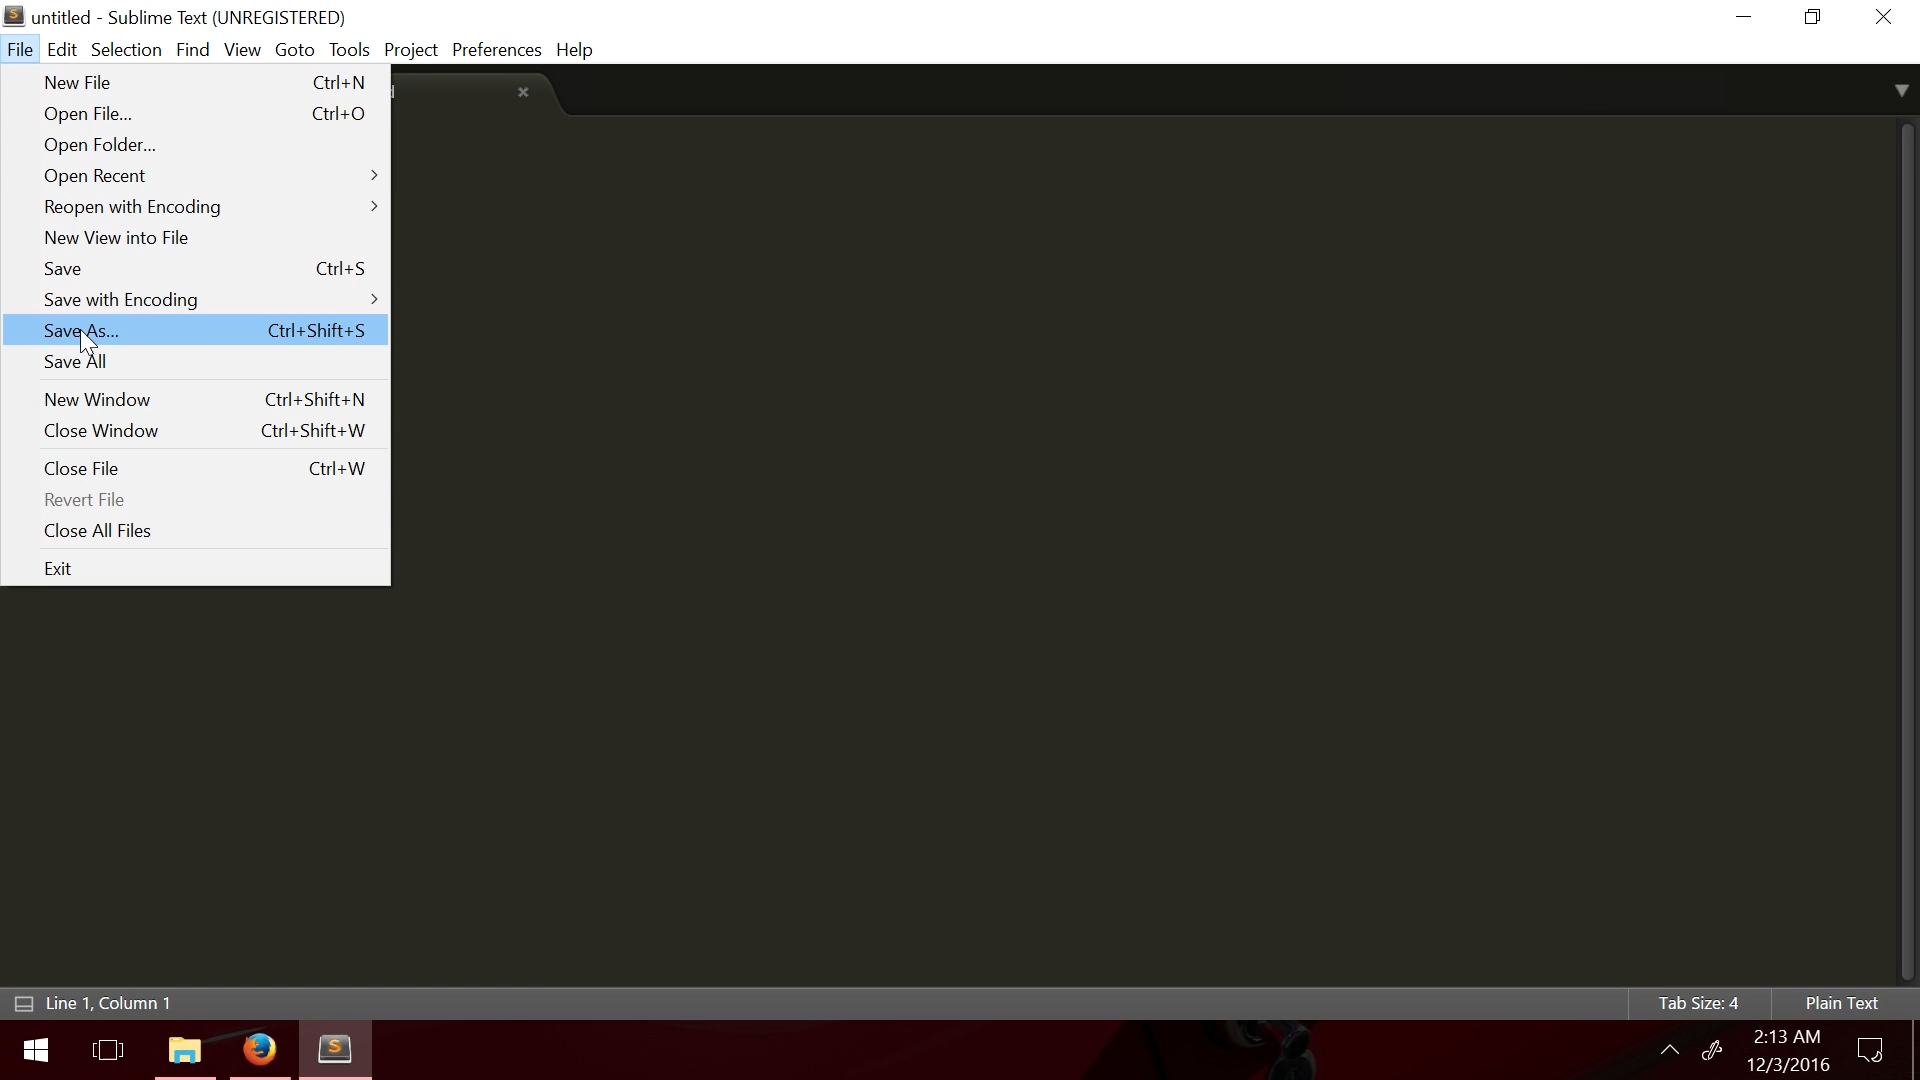 untitled - Sublime Text (UNREGISTERED)
File Edit Selection Find View Goto Tools Project Preferences Help
New File Ctrl+N
Open File... Ctrl+O
Open Folder...
Open Recent
Reopen with Encoding
New View into File
Save Ctrl+S
Save with Encoding
Save As... Ctrl+Shift+S
Save All
New Window Ctrl+Shift+N
Close Window Ctrl+Shift+W
Close File Ctrl+W
Revert File
Close All Files
Exit
Line 1, Column 1 Tab Size: 4 Plain Text
2:13 AM
12/3/2016